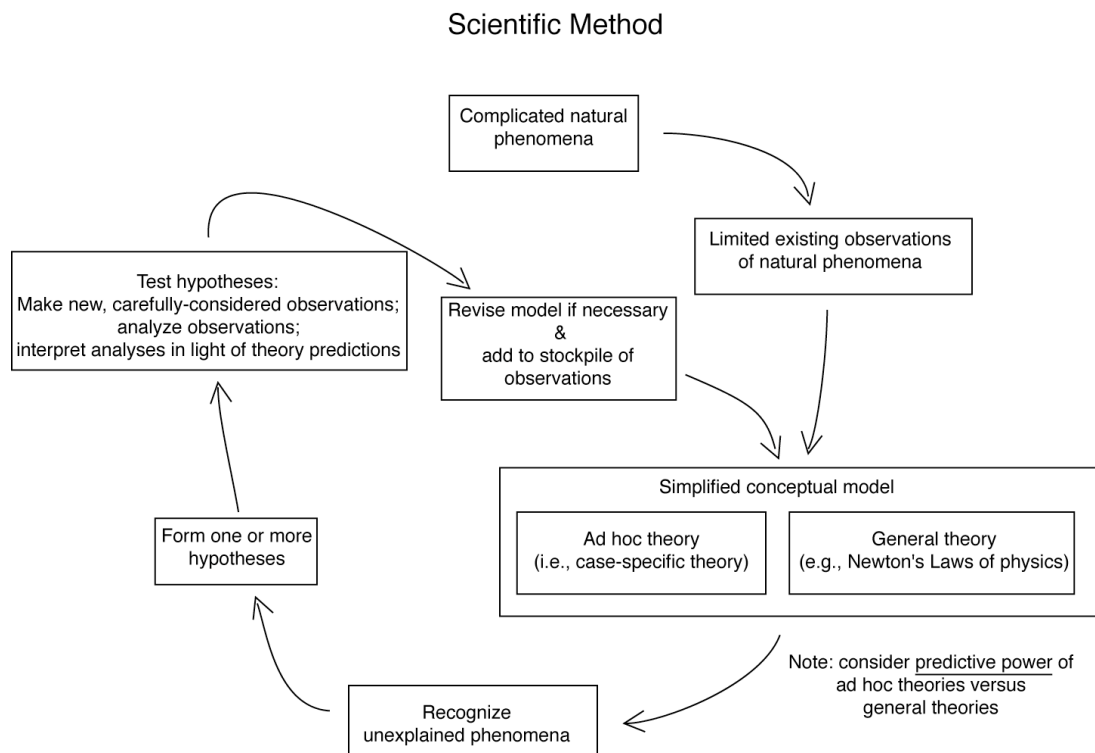 Scientific Method
Complicated natural
phenomena
Limited existing observations
of natural phenomena
Test hypotheses:
Make new, carefully-considered observations;
analyze observations;
interpret analyses in light of theory predictions
Revise model if necessary
&
add to stockpile of
observations
Simplified conceptual model
Ad hoc theory
(i.e., case-specific theory)
General theory
(e.g., Newton's Laws of physics)
Form one or more
hypotheses
Note: consider predictive power of
ad hoc theories versus
general theories
Recognize
unexplained phenomena